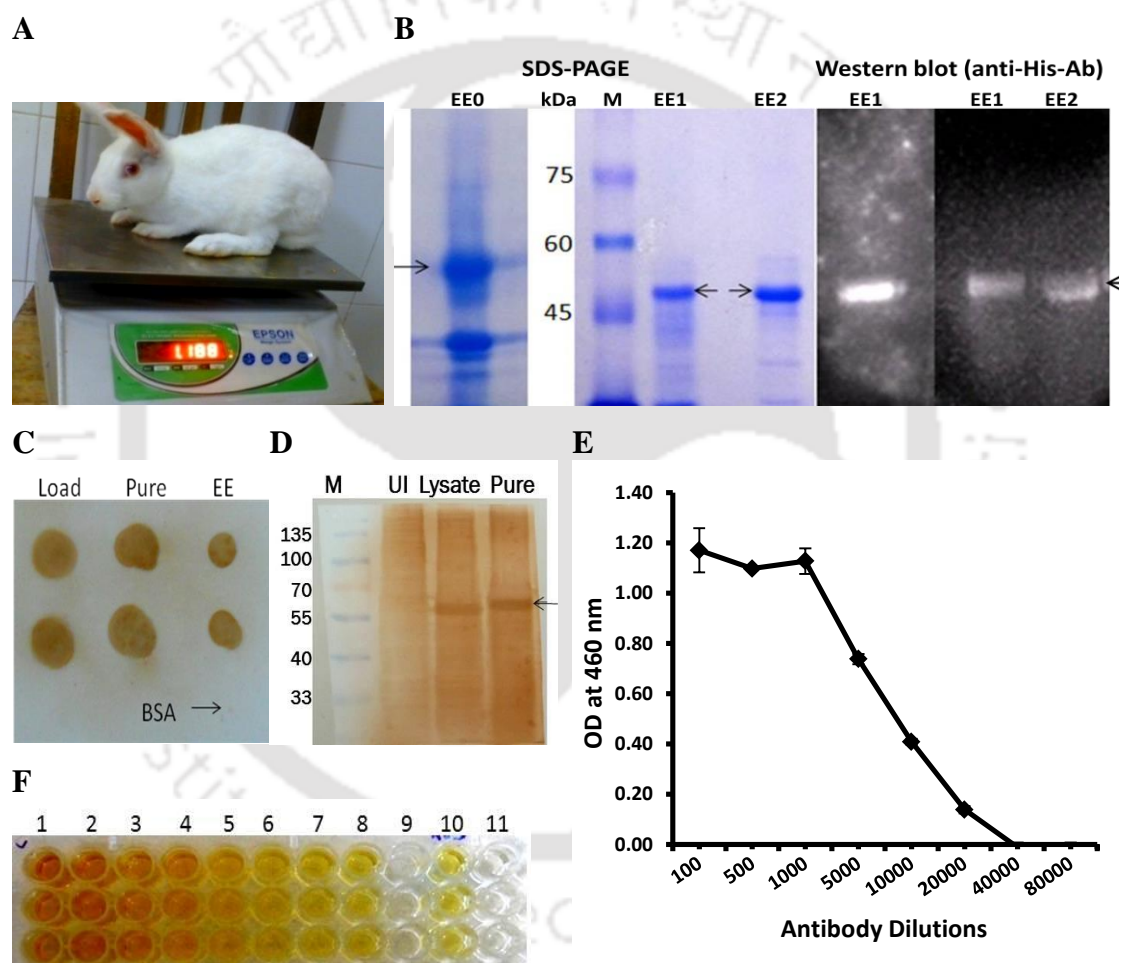 A
B
SDS-PAGE
Western blot (anti-His-Ab)
EE0 kDa M EE1 EE2 EE1 EE1 EE2
75
60
45
EPSON
1.188
C
D
E
Load Pure EE
BSA
M UI Lysate Pure
135
100
70
55
40
33
OD at 460 nm
1.40
1.20
1.00
0.80
0.60
0.40
0.20
0.00
100 500 1000 5000 10000 20000 40000 80000
Antibody Dilutions
F
1 2 3 4 5 6 7 8 9 10 11